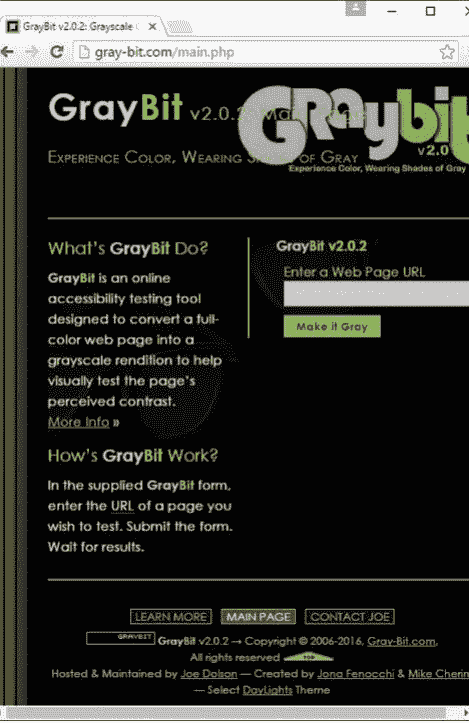 GrayBit v2.0.2: Grayscale
gray-bit.com/main.php
GrayBit v2.0.2
Graybit
v2.0
Experience Color, Wearing Shades of Gray
Experience Color, Wearing Shades of Gray
What's GrayBit Do?
GrayBit is an online
accessibility testing tool
designed to convert a full-
color web page into a
grayscale rendition to help
visually test the page's
perceived contrast.
More Info »
How's GrayBit Work?
In the supplied GrayBit form,
enter the URL of a page you
wish to test. Submit the form.
Wait for results.
GrayBit v2.0.2
Enter a Web Page URL
Make it Gray
LEARN MORE MAIN PAGE CONTACT JOE
GRAYBIT GrayBit v2.0.2 → Copyright © 2006-2016, Gray-Bit.com,
All rights reserved TOP
Hosted & Maintained by Joe Dolson — Created by Jona Fenocchi & Mike Cherim
— Select DayLights Theme